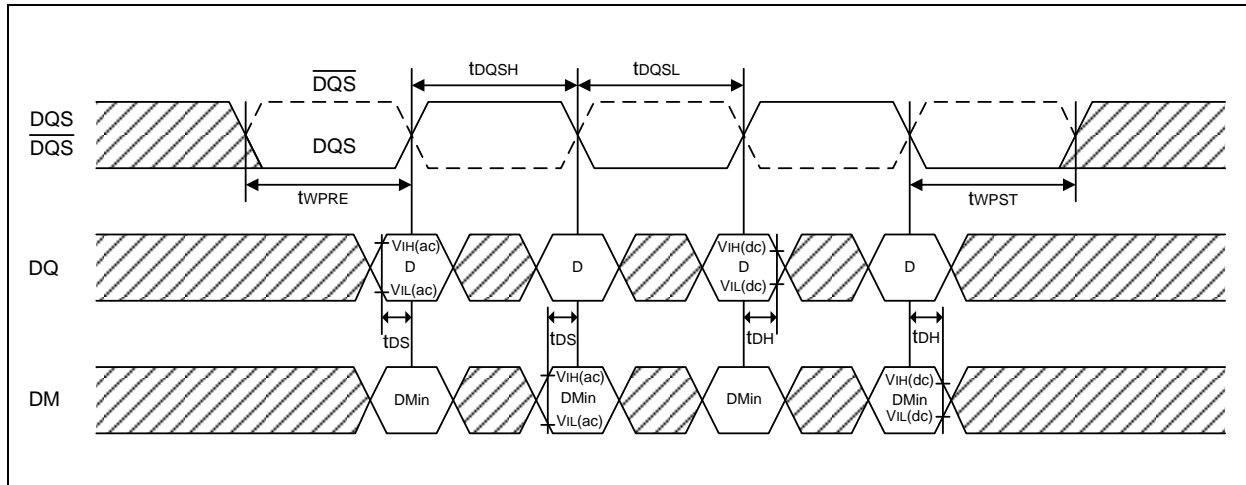 DQS
tDQSH
tDQSL
DQS
DQS
DQS
tWPRE
tWPST
DQ
VIH(ac)
D
VIL(ac)
D
VIH(dc)
D
VIL(dc)
D
tDS
tDS
tDH
tDH
DM
DMin
VIH(ac)
DMin
VIL(ac)
DMin
VIH(dc)
DMin
VIL(dc)